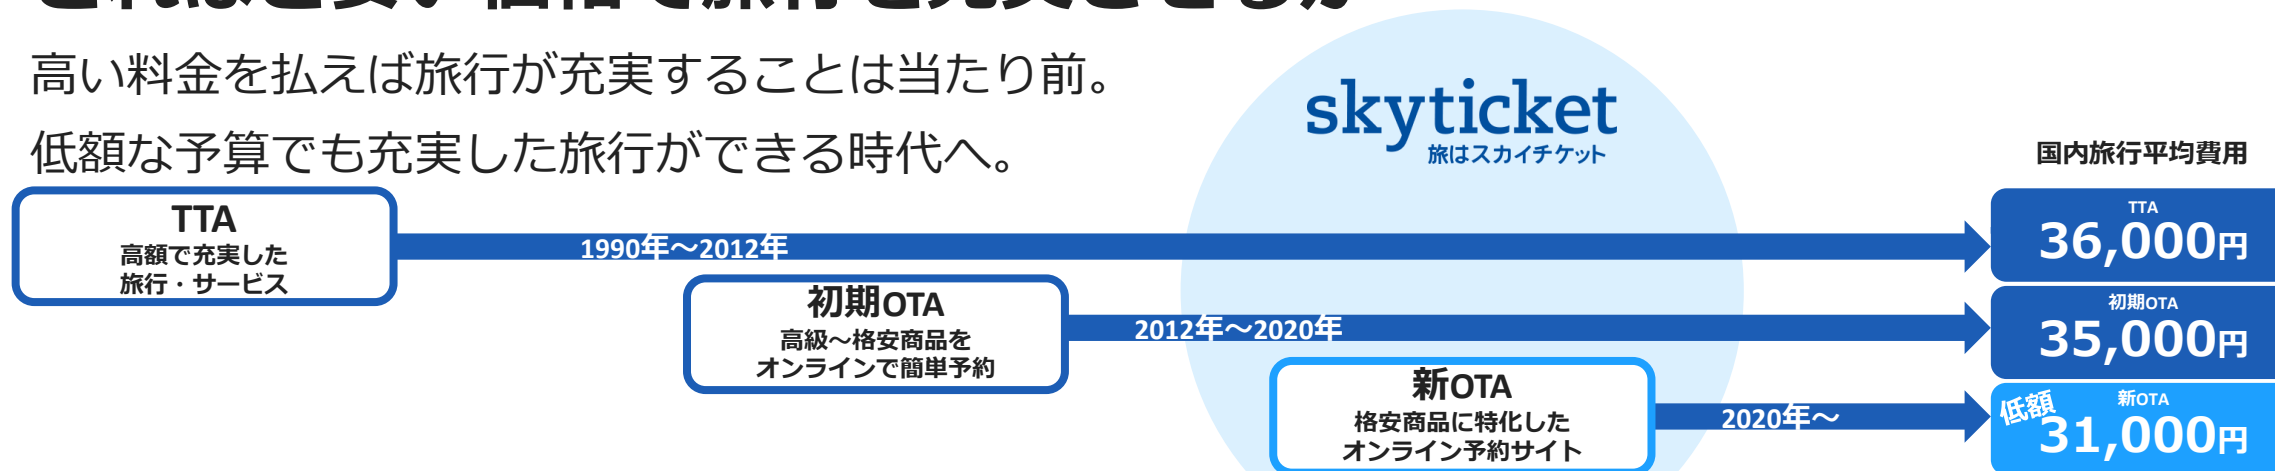 高い料金を払えば旅行が充実することは当たり前。
低額な予算でも充実した旅行ができる時代へ。
skyticket
旅はスカイチケット
国内旅行平均費用
TTA
高額で充実した
旅行・サービス
1990年～2012年
TTA
36,000円
初期OTA
高級～格安商品を
オンラインで簡単予約
2012年～2020年
初期OTA
35,000円
新OTA
格安商品に特化した
オンライン予約サイト
2020年～
低額
新OTA
31,000円